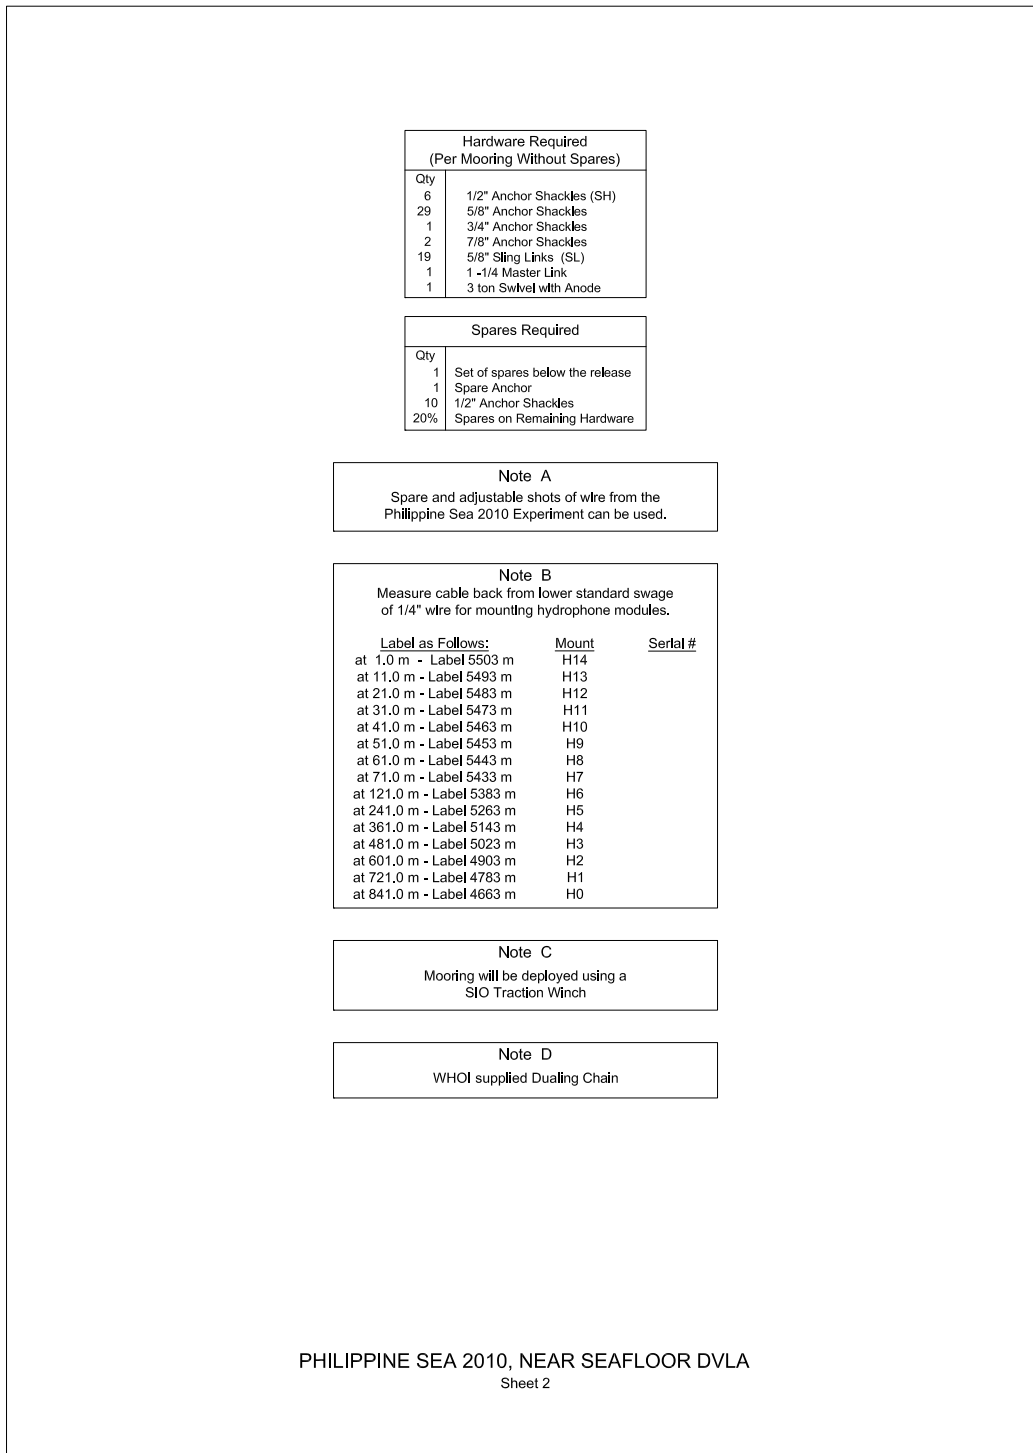 Hardware Required
(Per Mooring Without Spares)
Qty
6 1/2" Anchor Shackles (SH)
29 5/8" Anchor Shackles
1 3/4" Anchor Shackles
2 7/8" Anchor Shackles
19 5/8" Sling Links (SL)
1 1 -1/4 Master Link
1 3 ton Swivel with Anode
Spares Required
Qty
1 Set of spares below the release
1 Spare Anchor
10 1/2" Anchor Shackles
20% Spares on Remaining Hardware
Note A
Spare and adjustable shots of wire from the
Philippine Sea 2010 Experiment can be used.
Note B
Measure cable back from lower standard swage
of 1/4" wire for mounting hydrophone modules.
Label as Follows: Mount Serial #
at 1.0 m - Label 5503 m H14
at 11.0 m - Label 5493 m H13
at 21.0 m - Label 5483 m H12
at 31.0 m - Label 5473 m H11
at 41.0 m - Label 5463 m H10
at 51.0 m - Label 5453 m H9
at 61.0 m - Label 5443 m H8
at 71.0 m - Label 5433 m H7
at 121.0 m - Label 5383 m H6
at 241.0 m - Label 5263 m H5
at 361.0 m - Label 5143 m H4
at 481.0 m - Label 5023 m H3
at 601.0 m - Label 4903 m H2
at 721.0 m - Label 4783 m H1
at 841.0 m - Label 4663 m H0
Note C
Mooring will be deployed using a
SIO Traction Winch
Note D
WHOI supplied Dualing Chain
PHILIPPINE SEA 2010, NEAR SEAFLOOR DVLA
Sheet 2